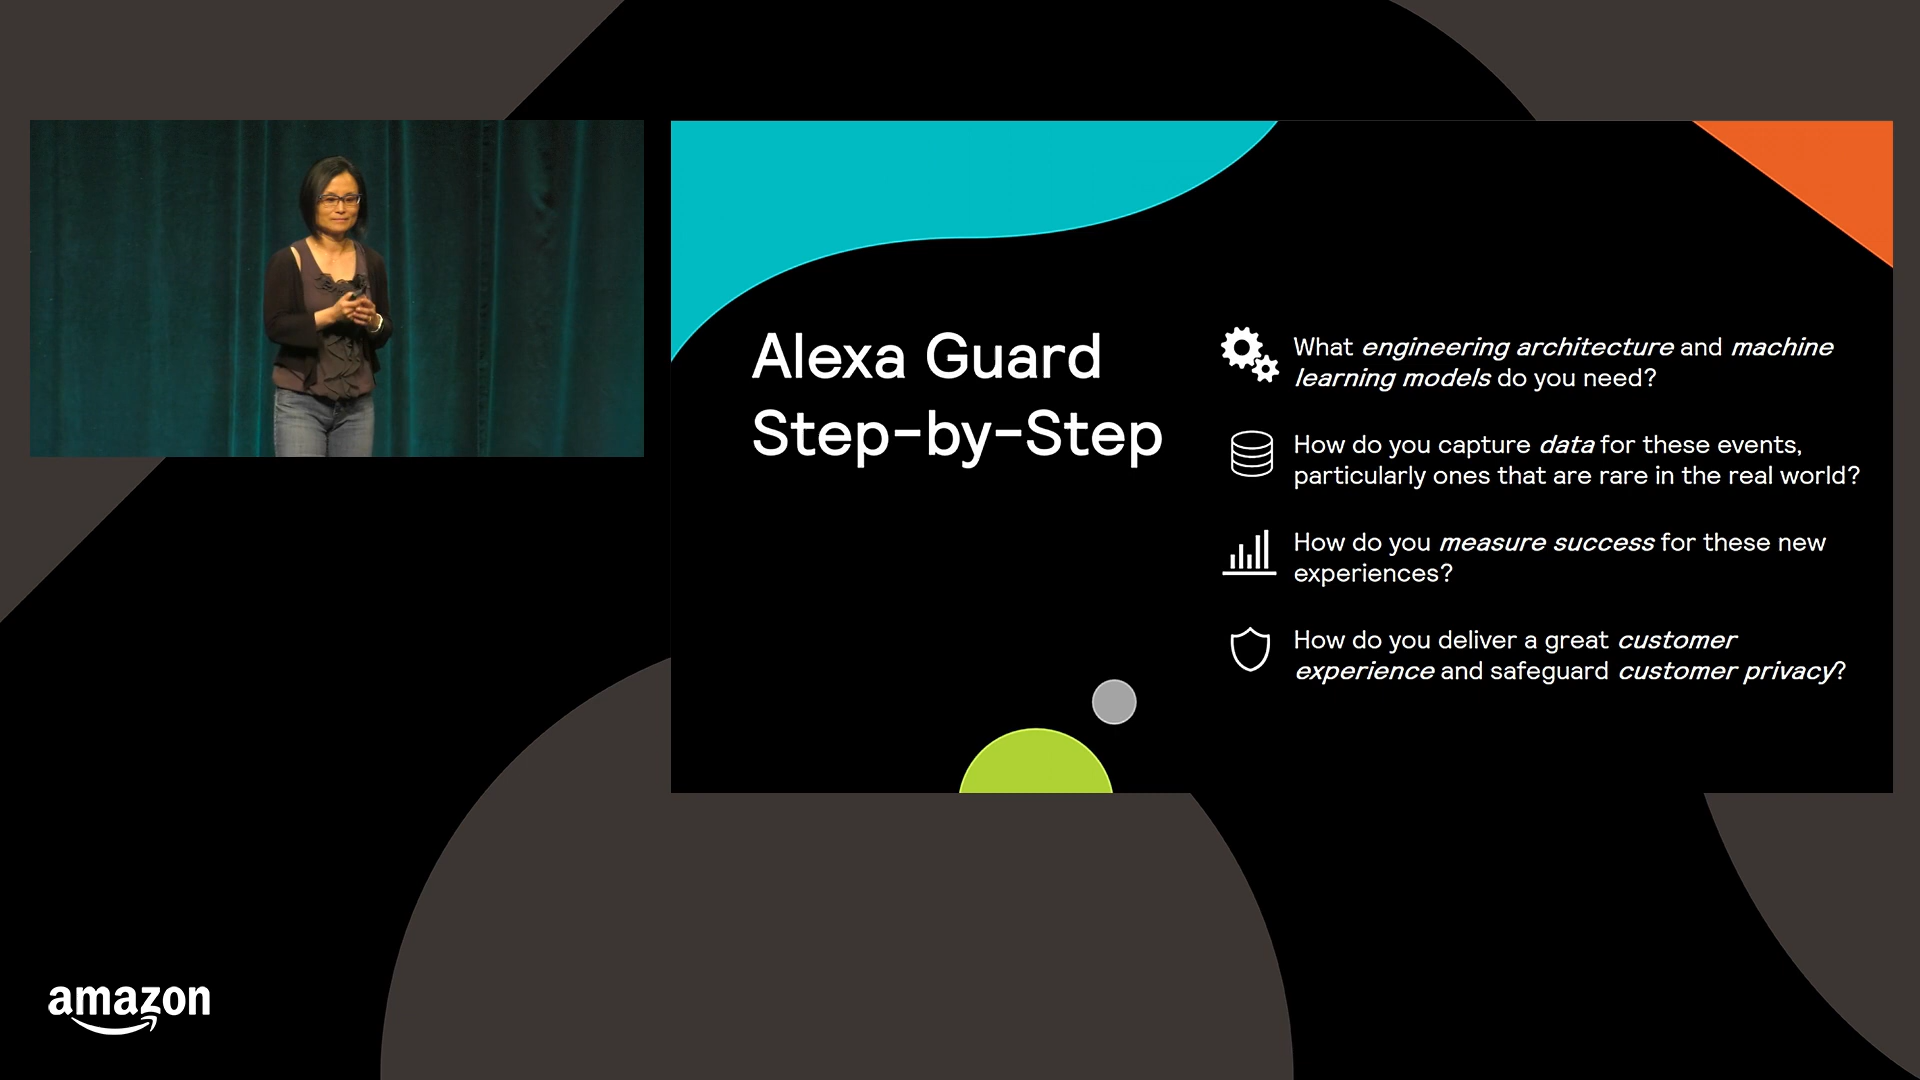 Alexa Guard
Step-by-Step
What engineering architecture and machine
learning models do you need?
How do you capture data for these events,
particularly ones that are rare in the real world?
How do you measure success for these new
experiences?
How do you deliver a great customer
experience and safeguard customer privacy?
amazon